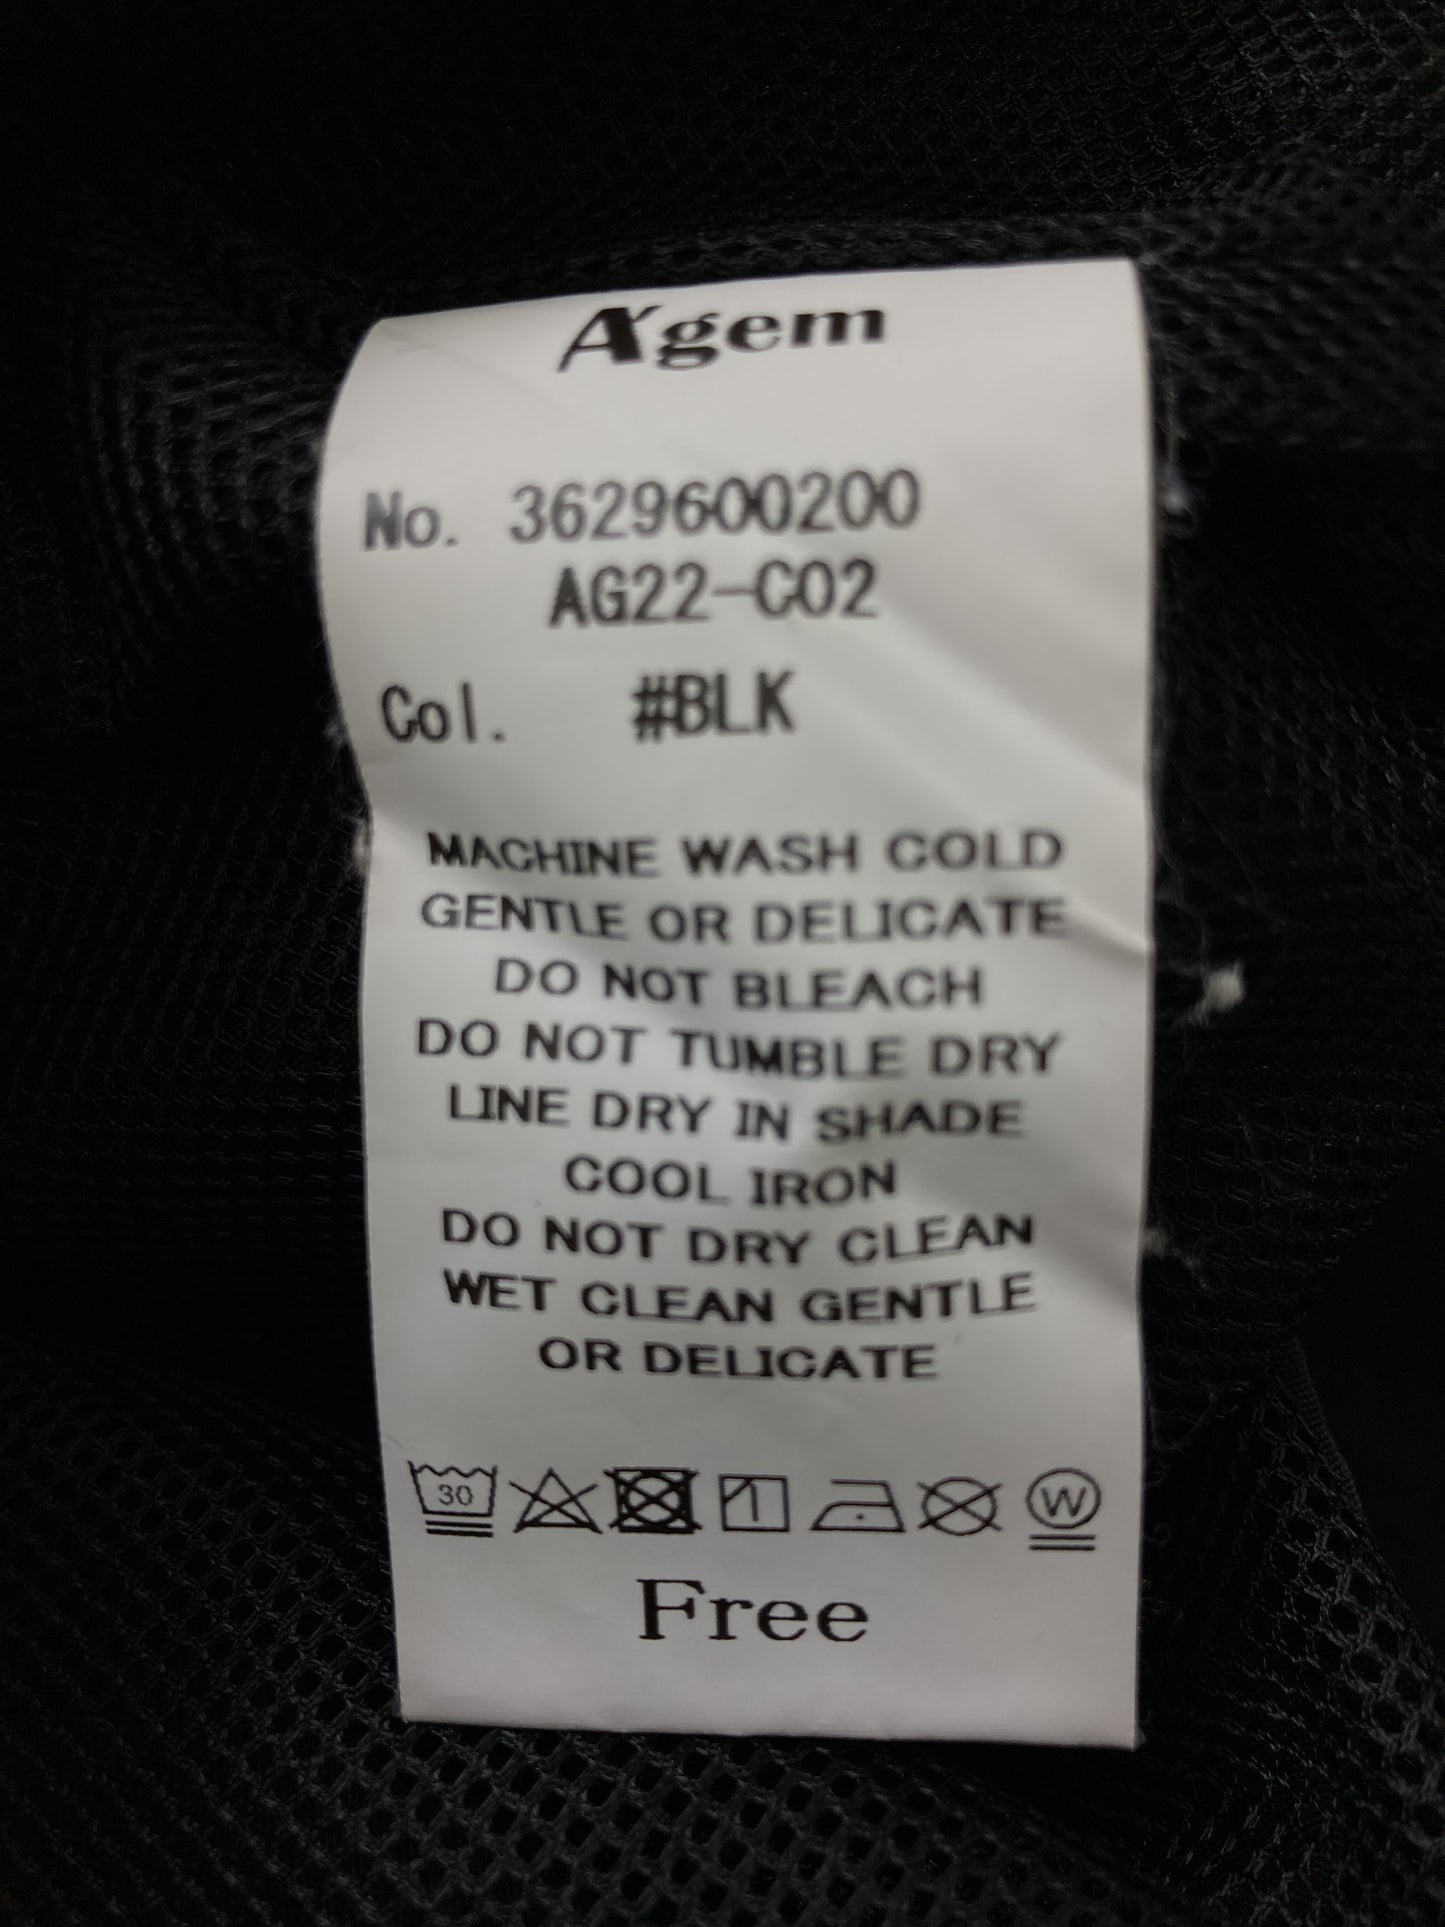 A'gem
No. 3629600200
AG22-C02
Col. #BLK
MACHINE WASH COLD
GENTLE OR DELICATE
DO NOT BLEACH
DO NOT TUMBLE DRY
LINE DRY IN SHADE
COOL IRON
DO NOT DRY CLEAN
WET CLEAN GENTLE
OR DELICATE
30 W
Free